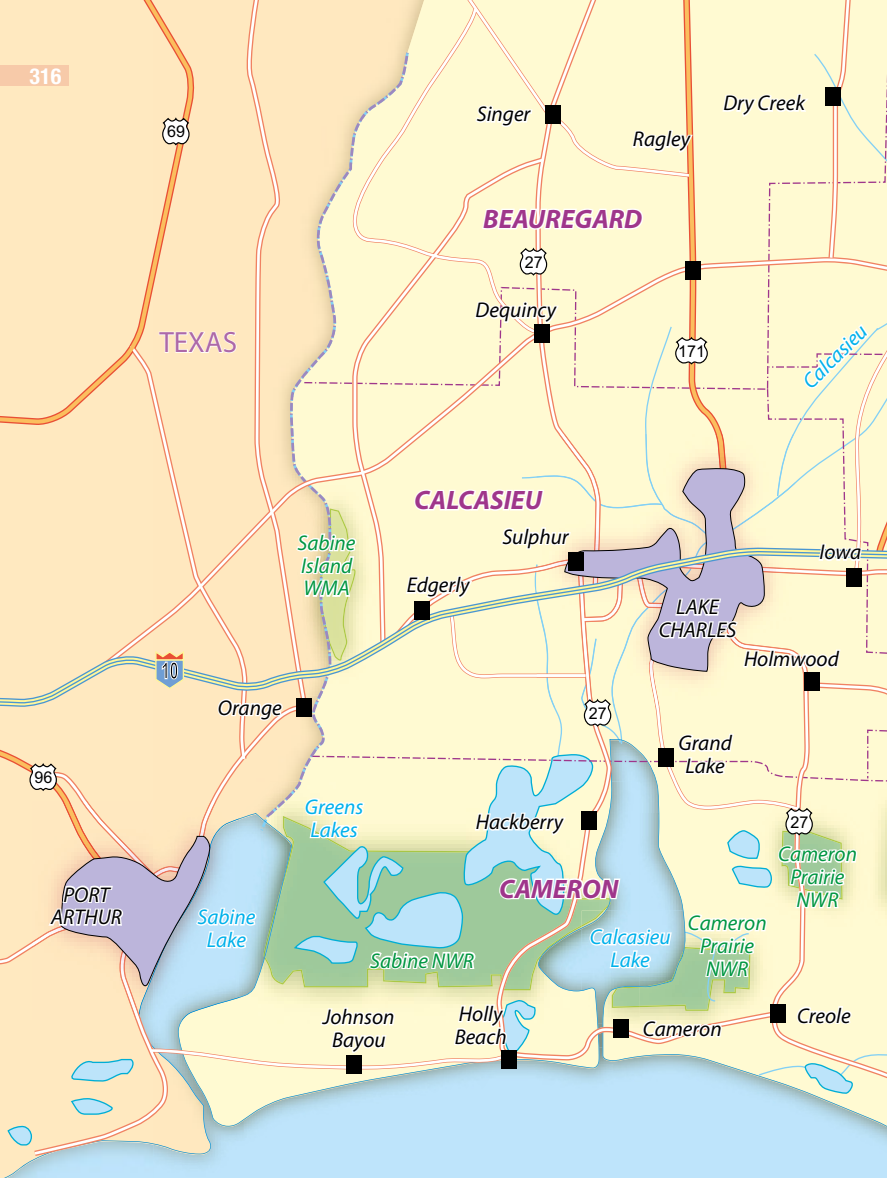 316
69
Singer
Dry Creek
Ragley
BEAUREGARD
27
Dequincy
TEXAS
171
Calcasieu
CALCASIEU
Sulphur
Sabine
Island
WMA
Iowa
Edgerly
LAKE
CHARLES
10
Holmwood
Orange
27
Grand
Lake
96
Greens
Lakes
Hackberry
27
Cameron
Prairie
NWR
CAMERON
PORT
ARTHUR
Sabine
Lake
Calcasieu
Lake
Cameron
Prairie
NWR
Sabine NWR
Johnson
Bayou
Holly
Beach
Cameron
Creole